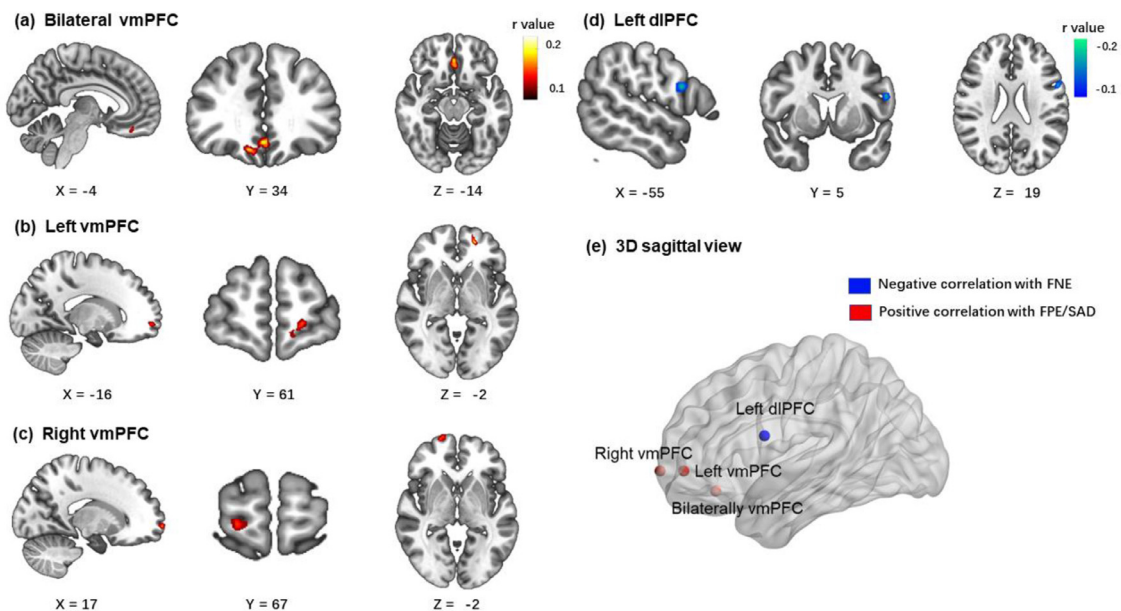 (a) Bilateral vmPFC
r value
0.2
0.1
X = -4
Y = 34
Z = -14
(b) Left vmPFC
X = -16
Y = 61
Z = -2
(c) Right vmPFC
X = 17
Y = 67
Z = -2
(d) Left dlPFC
r value
-0.2
-0.1
X = -55
Y = 5
Z = 19
(e) 3D sagittal view
Negative correlation with FNE
Positive correlation with FPE/SAD
Left dlPFC
Right vmPFC
Left vmPFC
Bilaterally vmPFC